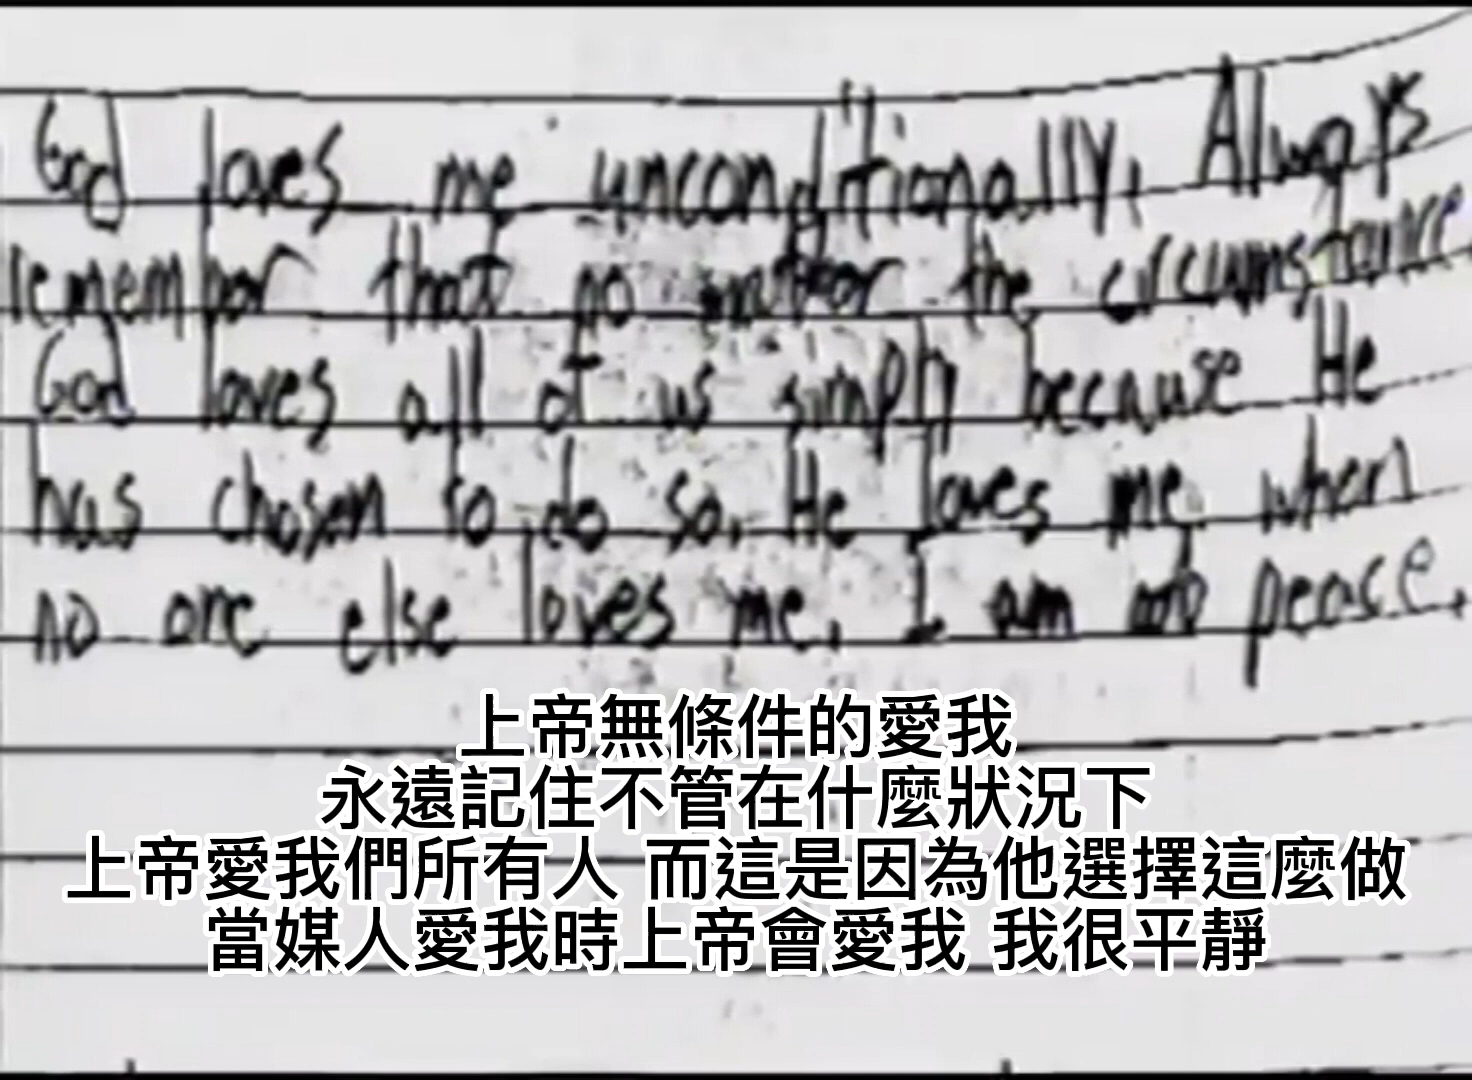 God loves me unconditionally, Always
remember that no matter the circumstance
God loves all of us simply because He
has chosen to do so. He loves me when
no one else loves me. I am at peace.
上帝無條件的愛我
永遠記住不管在什麼狀況下
上帝愛我們所有人 而這是因為他選擇這麼做
當媒人愛我時上帝會愛我 我很平靜